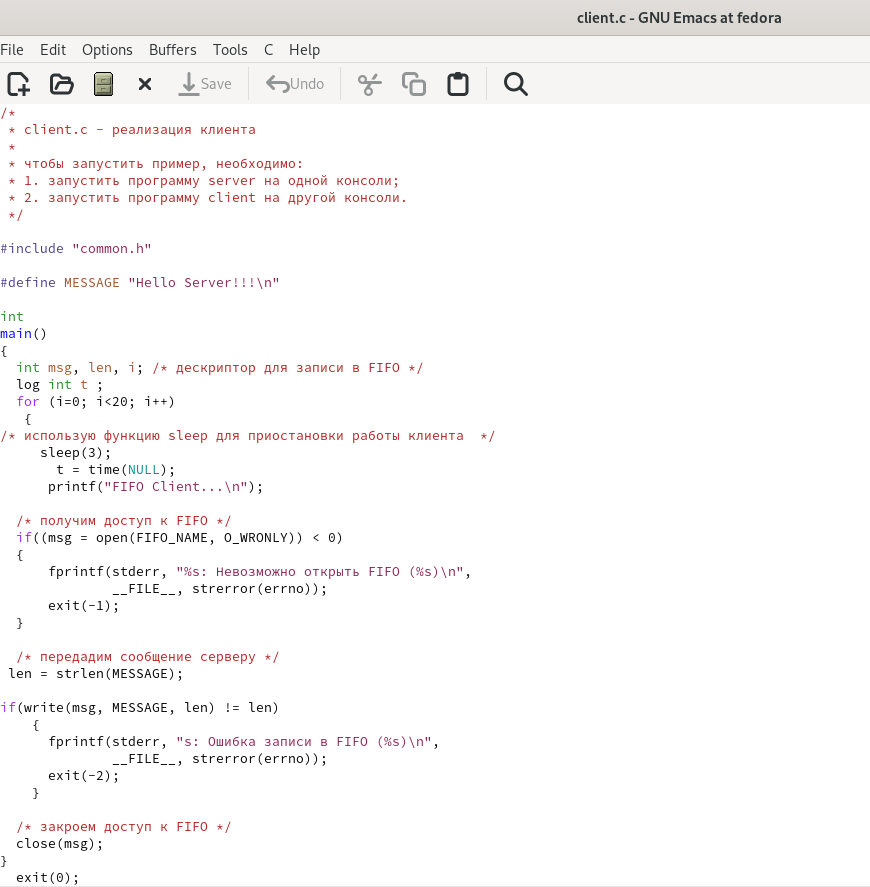 client.c - GNU Emacs at fedora
File Edit Options Buffers Tools C Help
Save Undo
/*
 * client.c - реализация клиента
 *
 * чтобы запустить пример, необходимо:
 * 1. запустить программу server на одной консоли;
 * 2. запустить программу client на другой консоли.
 */
#include "common.h"
#define MESSAGE "Hello Server!!!\n"
int
main()
{
  int msg, len, i; /* дескриптор для записи в FIFO */
  log int t ;
  for (i=0; i<20; i++)
   {
/* использую функцию sleep для приостановки работы клиента  */
     sleep(3);
       t = time(NULL);
      printf("FIFO Client...\n");
  /* получим доступ к FIFO */
  if((msg = open(FIFO_NAME, O_WRONLY)) < 0)
  {
      fprintf(stderr, "%s: Невозможно открыть FIFO (%s)\n",
              __FILE__, strerror(errno));
      exit(-1);
  }
  /* передадим сообщение серверу */
 len = strlen(MESSAGE);
if(write(msg, MESSAGE, len) != len)
    {
      fprintf(stderr, "s: Ошибка записи в FIFO (%s)\n",
              __FILE__, strerror(errno));
      exit(-2);
    }
  /* закроем доступ к FIFO */
  close(msg);
}
  exit(0);